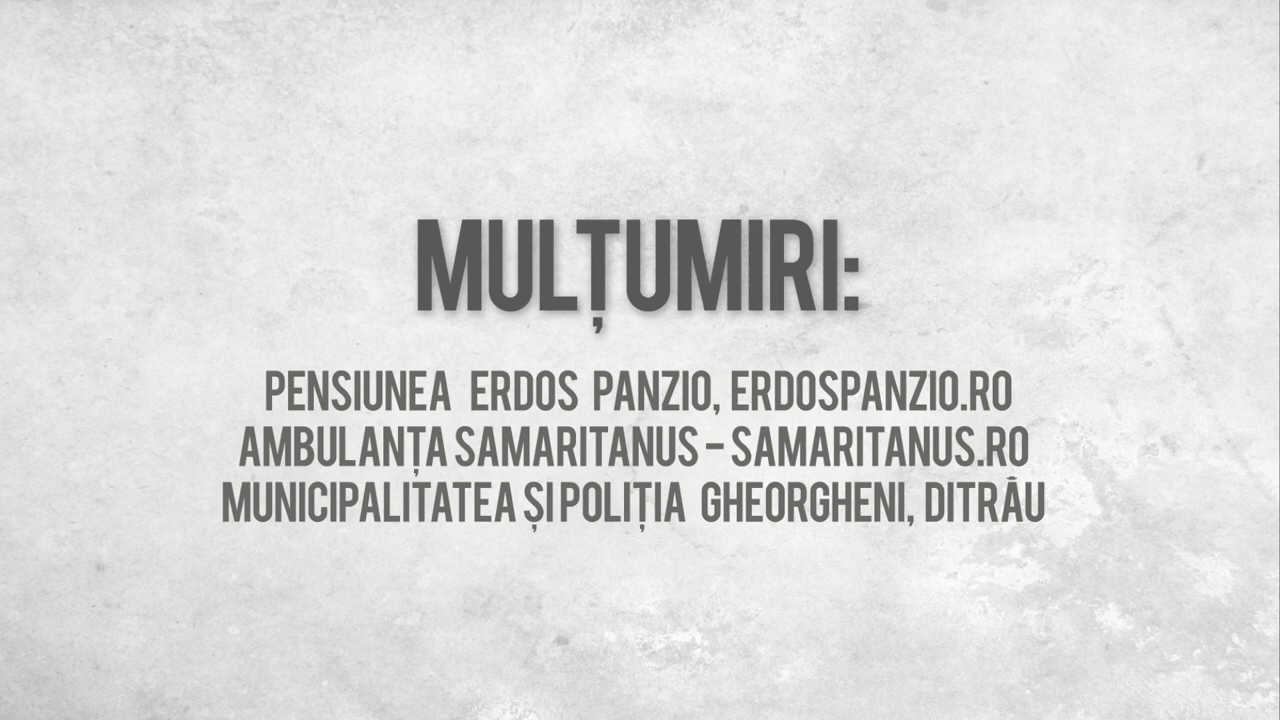 MULȚUMIRI:
PENSIUNEA ERDOS PANZIO, ERDOSPANZIO.RO
AMBULANȚA SAMARITANUS – SAMARITANUS.RO
MUNICIPALITATEA ȘI POLIȚIA GHEORGHENI, DITRĂU